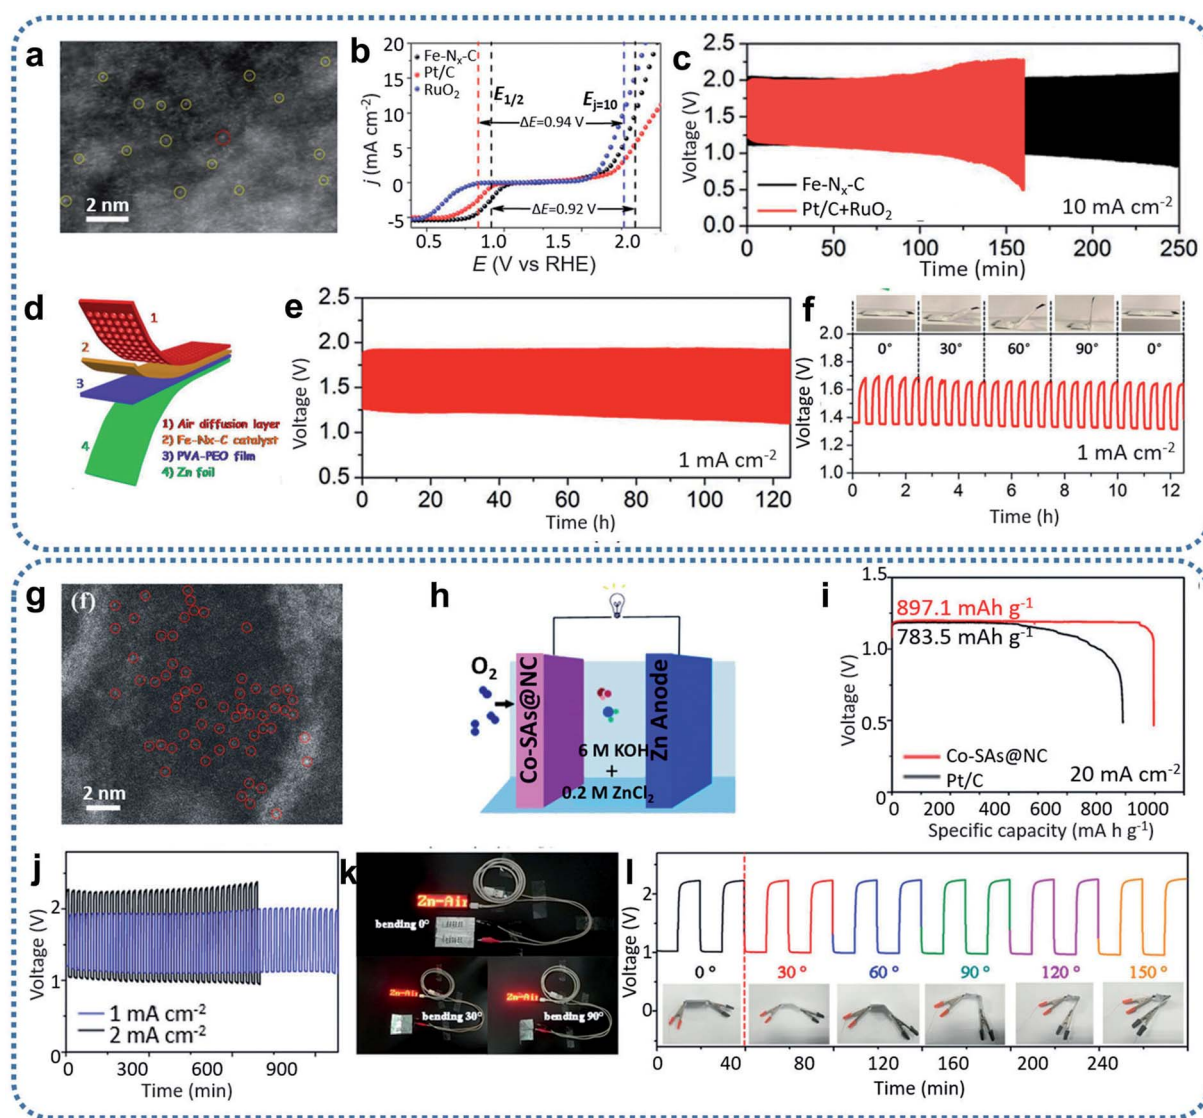 a
2 nm
b
Fe-Nx-C
Pt/C
RuO2
E1/2
Ej=10
ΔE=0.94 V
ΔE=0.92 V
j (mA cm-2)
20
15
10
5
0
-5
1.0
2.0
E (V vs RHE)
c
Voltage (V)
2.5
2.0
1.5
1.0
0.5
0
Fe-Nx-C
Pt/C+RuO2
10 mA cm-2
0 50 100 150 200 250
Time (min)
d
1
2
3
4
1) Air diffusion layer
2) Fe-Nx-C catalyst
3) PVA-PEO film
4) Zn foil
e
Voltage (V)
2.5
2.0
1.5
1.0
0.5
1 mA cm-2
0 20 40 60 80 100 120
Time (h)
f
0° 30° 60° 90° 0°
Voltage (V)
2.0
1.8
1.6
1.4
1.2
1.0
1 mA cm-2
0 2 4 6 8 10 12
Time (h)
g
(f)
2 nm
h
O2
Co-SAs@NC
Zn Anode
6 M KOH
+
0.2 M ZnCl2
i
897.1 mAh g-1
783.5 mAh g-1
Voltage (V)
1.5
1.0
0.5
0
Co-SAs@NC
Pt/C
20 mA cm-2
0 200 400 600 800 1000
Specific capacity (mA h g-1)
j
Voltage (V)
3
2
1
0
1 mA cm-2
2 mA cm-2
0 300 600 900
Time (min)
k
Zn-Air
bending 0°
Zn-Air
bending 30°
Zn-Air
bending 90°
l
Voltage (V)
2
1
0
0° 30° 60° 90° 120° 150°
0 20 40 80 120 160 200 240
Time (min)